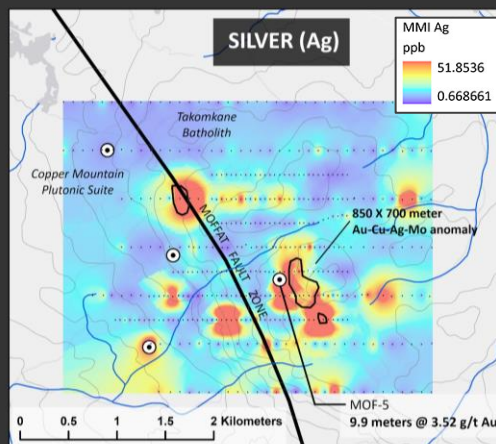 SILVER (Ag)
MMI Ag
ppb
51.8536
0.668661
Takomkane
Batholith
Copper Mountain
Plutonic Suite
MOFFAT FAULT ZONE
850 X 700 meter
Au-Cu-Ag-Mo anomaly
MOF-5
9.9 meters @ 3.52 g/t Au
0 0.5 1 1.5 2 Kilometers